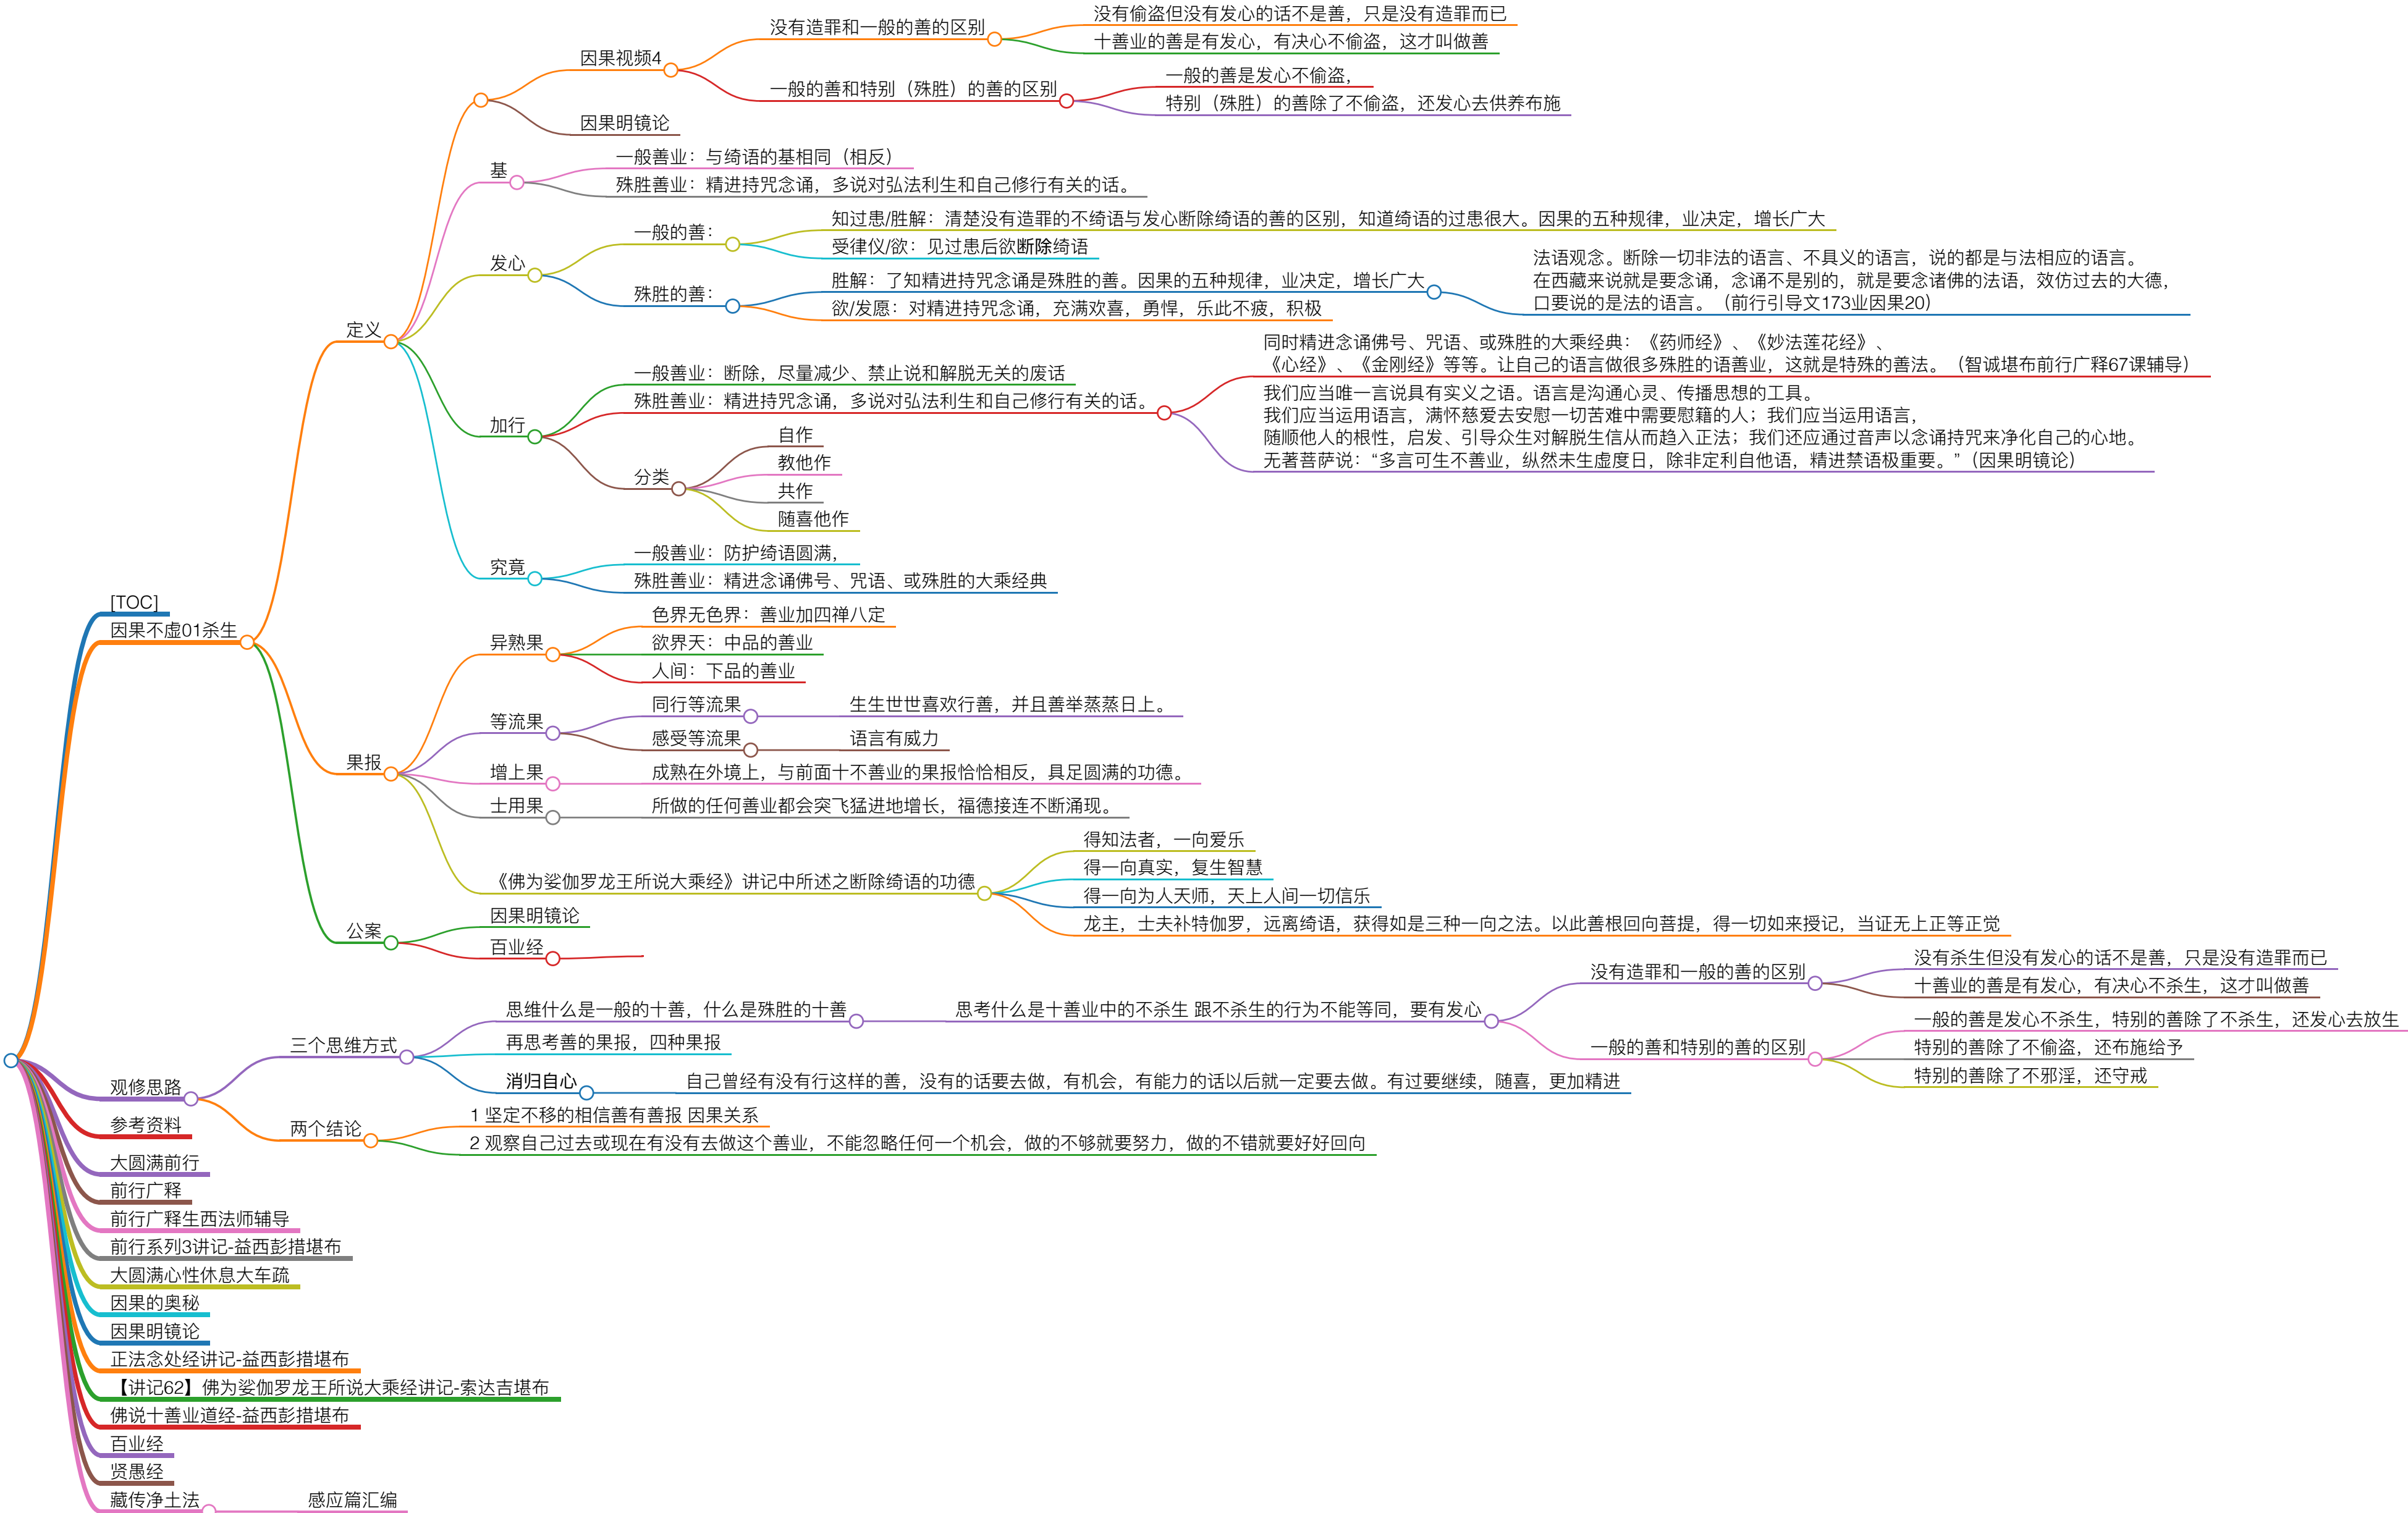 [TOC]
因果不虚01杀生
定义
因果视频4
没有造罪和一般的善的区别
没有偷盗但没有发心的话不是善，只是没有造罪而已
十善业的善是有发心，有决心不偷盗，这才叫做善
一般的善和特别（殊胜）的善的区别
一般的善是发心不偷盗，
特别（殊胜）的善除了不偷盗，还发心去供养布施
因果明镜论
基
一般善业：与绮语的基相同（相反）
殊胜善业：精进持咒念诵，多说对弘法利生和自己修行有关的话。
发心
一般的善：
知过患/胜解：清楚没有造罪的不绮语与发心断除绮语的善的区别，知道绮语的过患很大。因果的五种规律，业决定，增长广大
受律仪/欲：见过患后欲断除绮语
殊胜的善：
胜解：了知精进持咒念诵是殊胜的善。因果的五种规律，业决定，增长广大
法语观念。断除一切非法的语言、不具义的语言，说的都是与法相应的语言。
在西藏来说就是要念诵，念诵不是别的，就是要念诸佛的法语，效仿过去的大德，
口要说的是法的语言。（前行引导文173业因果20）
欲/发愿：对精进持咒念诵，充满欢喜，勇悍，乐此不疲，积极
加行
一般善业：断除，尽量减少、禁止说和解脱无关的废话
殊胜善业：精进持咒念诵，多说对弘法利生和自己修行有关的话。
同时精进念诵佛号、咒语、或殊胜的大乘经典：《药师经》、《妙法莲花经》、
《心经》、《金刚经》等等。让自己的语言做很多殊胜的语善业，这就是特殊的善法。（智诚堪布前行广释67课辅导）
我们应当唯一言说具有实义之语。语言是沟通心灵、传播思想的工具。
我们应当运用语言，满怀慈爱去安慰一切苦难中需要慰籍的人；我们应当运用语言，
随顺他人的根性，启发、引导众生对解脱生信从而趋入正法；我们还应通过音声以念诵持咒来净化自己的心地。
无著菩萨说：“多言可生不善业，纵然未生虚度日，除非定利自他语，精进禁语极重要。”（因果明镜论）
分类
自作
教他作
共作
随喜他作
究竟
一般善业：防护绮语圆满，
殊胜善业：精进念诵佛号、咒语、或殊胜的大乘经典
果报
异熟果
色界无色界：善业加四禅八定
欲界天：中品的善业
人间：下品的善业
等流果
同行等流果
生生世世喜欢行善，并且善举蒸蒸日上。
感受等流果
语言有威力
增上果
成熟在外境上，与前面十不善业的果报恰恰相反，具足圆满的功德。
士用果
所做的任何善业都会突飞猛进地增长，福德接连不断涌现。
《佛为娑伽罗龙王所说大乘经》讲记中所述之断除绮语的功德
得知法者，一向爱乐
得一向真实，复生智慧
得一向为人天师，天上人间一切信乐
龙主，士夫补特伽罗，远离绮语，获得如是三种一向之法。以此善根回向菩提，得一切如来授记，当证无上正等正觉
公案
因果明镜论
百业经
观修思路
三个思维方式
思维什么是一般的十善，什么是殊胜的十善
思考什么是十善业中的不杀生 跟不杀生的行为不能等同，要有发心
没有造罪和一般的善的区别
没有杀生但没有发心的话不是善，只是没有造罪而已
十善业的善是有发心，有决心不杀生，这才叫做善
一般的善和特别的善的区别
一般的善是发心不杀生，特别的善除了不杀生，还发心去放生
特别的善除了不偷盗，还布施给予
特别的善除了不邪淫，还守戒
再思考善的果报，四种果报
消归自心
自己曾经有没有行这样的善，没有的话要去做，有机会，有能力的话以后就一定要去做。有过要继续，随喜，更加精进
两个结论
1 坚定不移的相信善有善报 因果关系
2 观察自己过去或现在有没有去做这个善业，不能忽略任何一个机会，做的不够就要努力，做的不错就要好好回向
参考资料
大圆满前行
前行广释
前行广释生西法师辅导
前行系列3讲记-益西彭措堪布
大圆满心性休息大车疏
因果的奥秘
因果明镜论
正法念处经讲记-益西彭措堪布
【讲记62】佛为娑伽罗龙王所说大乘经讲记-索达吉堪布
佛说十善业道经-益西彭措堪布
百业经
贤愚经
藏传净土法
感应篇汇编